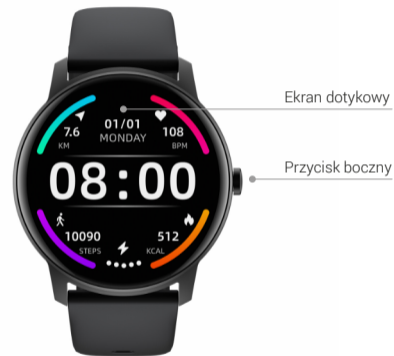 Ekran dotykowy
01/01
7.6
MONDAY
108
KM
BPM
Przycisk boczny
08:00
10090
512
STEPS
KCAL